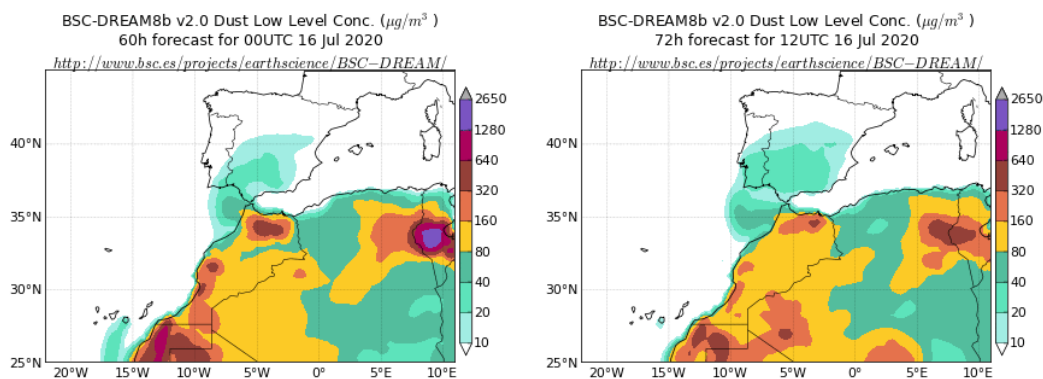 BSC-DREAM8b v2.0 Dust Low Level Conc. (μg/m³ )
60h forecast for 00UTC 16 Jul 2020
http://www.bsc.es/projects/earthscience/BSC−DREAM/
40°N
35°N
30°N
25°N
20°W
15°W
10°W
5°W
0°
5°E
10°E
2650
1280
640
320
160
80
40
20
10
BSC-DREAM8b v2.0 Dust Low Level Conc. (μg/m³ )
72h forecast for 12UTC 16 Jul 2020
http://www.bsc.es/projects/earthscience/BSC−DREAM/
40°N
35°N
30°N
25°N
20°W
15°W
10°W
5°W
0°
5°E
10°E
2650
1280
640
320
160
80
40
20
10